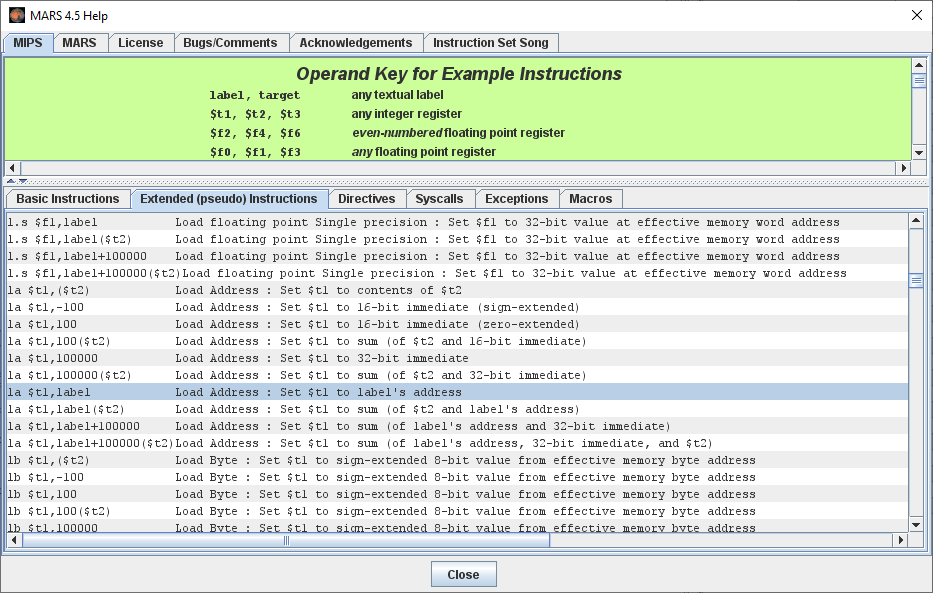 MARS 4.5 Help
MIPS MARS License Bugs/Comments Acknowledgements Instruction Set Song
Operand Key for Example Instructions
label, target any textual label
$t1, $t2, $t3 any integer register
$f2, $f4, $f6 even-numbered floating point register
$f0, $f1, $f3 any floating point register
Basic Instructions Extended (pseudo) Instructions Directives Syscalls Exceptions Macros
l.s $f1,label Load floating point Single precision : Set $f1 to 32-bit value at effective memory word address
l.s $f1,label($t2) Load floating point Single precision : Set $f1 to 32-bit value at effective memory word address
l.s $f1,label+100000 Load floating point Single precision : Set $f1 to 32-bit value at effective memory word address
l.s $f1,label+100000($t2)Load floating point Single precision : Set $f1 to 32-bit value at effective memory word address
la $t1,($t2) Load Address : Set $t1 to contents of $t2
la $t1,-100 Load Address : Set $t1 to 16-bit immediate (sign-extended)
la $t1,100 Load Address : Set $t1 to 16-bit immediate (zero-extended)
la $t1,100($t2) Load Address : Set $t1 to sum (of $t2 and 16-bit immediate)
la $t1,100000 Load Address : Set $t1 to 32-bit immediate
la $t1,100000($t2) Load Address : Set $t1 to sum (of $t2 and 32-bit immediate)
la $t1,label Load Address : Set $t1 to label's address
la $t1,label($t2) Load Address : Set $t1 to sum (of $t2 and label's address)
la $t1,label+100000 Load Address : Set $t1 to sum (of label's address and 32-bit immediate)
la $t1,label+100000($t2)Load Address : Set $t1 to sum (of label's address, 32-bit immediate, and $t2)
lb $t1,($t2) Load Byte : Set $t1 to sign-extended 8-bit value from effective memory byte address
lb $t1,-100 Load Byte : Set $t1 to sign-extended 8-bit value from effective memory byte address
lb $t1,100 Load Byte : Set $t1 to sign-extended 8-bit value from effective memory byte address
lb $t1,100($t2) Load Byte : Set $t1 to sign-extended 8-bit value from effective memory byte address
lb $t1,100000 Load Byte : Set $t1 to sign-extended 8-bit value from effective memory byte address
Close